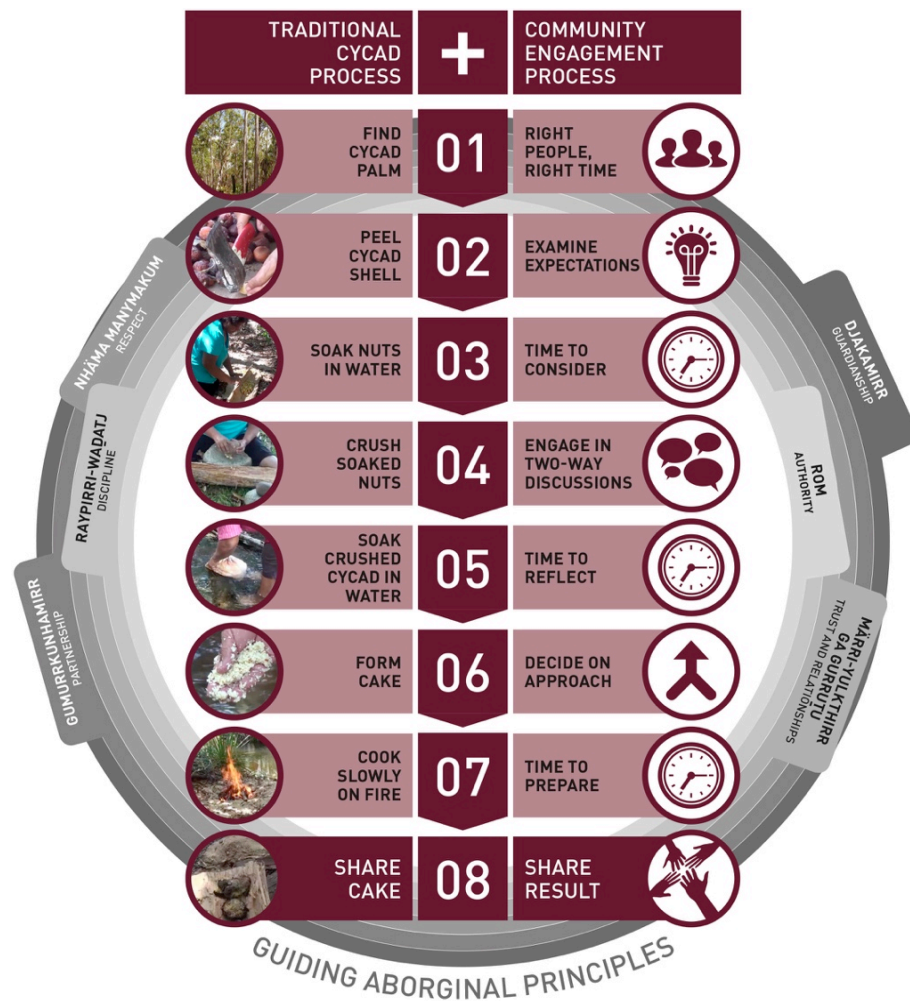 TRADITIONAL
CYCAD
PROCESS
+
COMMUNITY
ENGAGEMENT
PROCESS
FIND
CYCAD
PALM
01
RIGHT
PEOPLE,
RIGHT TIME
PEEL
CYCAD
SHELL
02
EXAMINE
EXPECTATIONS
SOAK NUTS
IN WATER
03
TIME TO
CONSIDER
CRUSH
SOAKED
NUTS
04
ENGAGE IN
TWO-WAY
DISCUSSIONS
SOAK
CRUSHED
CYCAD IN
WATER
05
TIME TO
REFLECT
FORM
CAKE
06
DECIDE ON
APPROACH
COOK
SLOWLY
ON FIRE
07
TIME TO
PREPARE
SHARE
CAKE
08
SHARE
RESULT
NHÄMA MANYMAKUM
RESPECT
RAYPIRRI-WAḎATJ
DISCIPLINE
GUMURRKUNHAMIRR
PARTNERSHIP
DJAKAMIRR
GUARDIANSHIP
ROM
AUTHORITY
MÄRRI-YULKTHIRR
GA GURRUṮU
TRUST AND RELATIONSHIPS
GUIDING ABORGINAL PRINCIPLES